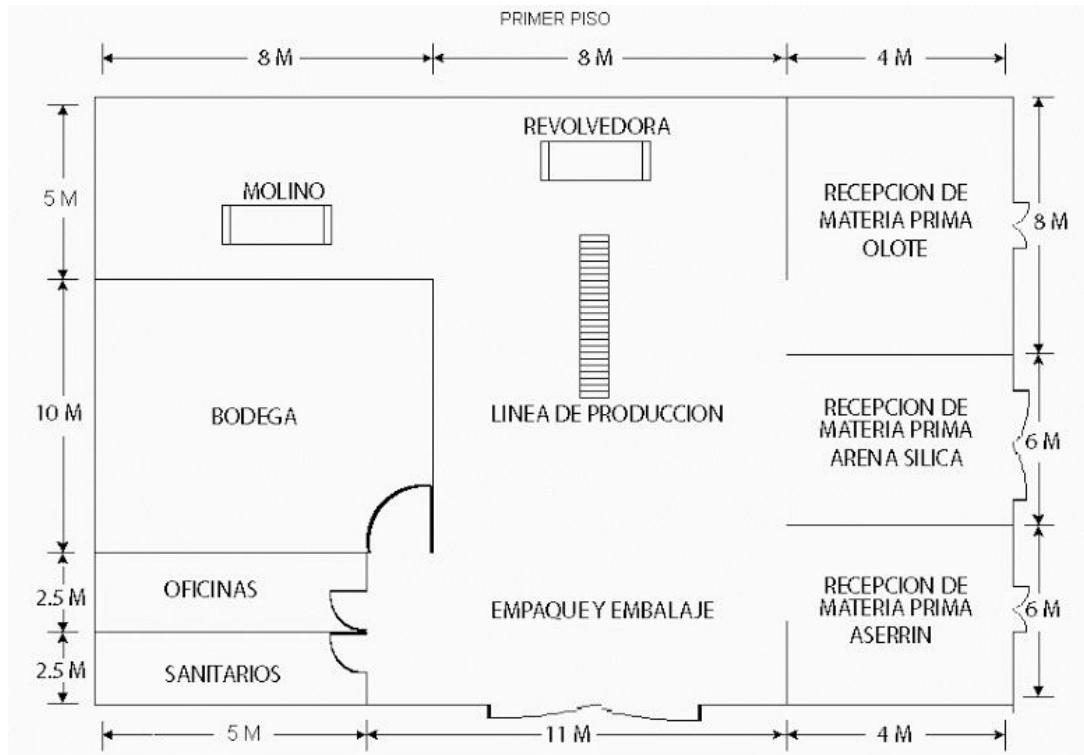 PRIMER PISO
8 M
8 M
4 M
REVOLVEDORA
MOLINO
5 M
RECEPCION DE
MATERIA PRIMA
OLOTE
8 M
10 M
BODEGA
LINEA DE PRODUCCION
RECEPCION DE
MATERIA PRIMA
ARENA SILICA
6 M
2.5 M
OFICINAS
EMPAQUE Y EMBALAJE
RECEPCION DE
MATERIA PRIMA
ASERRIN
6 M
2.5 M
SANITARIOS
5 M
11 M
4 M